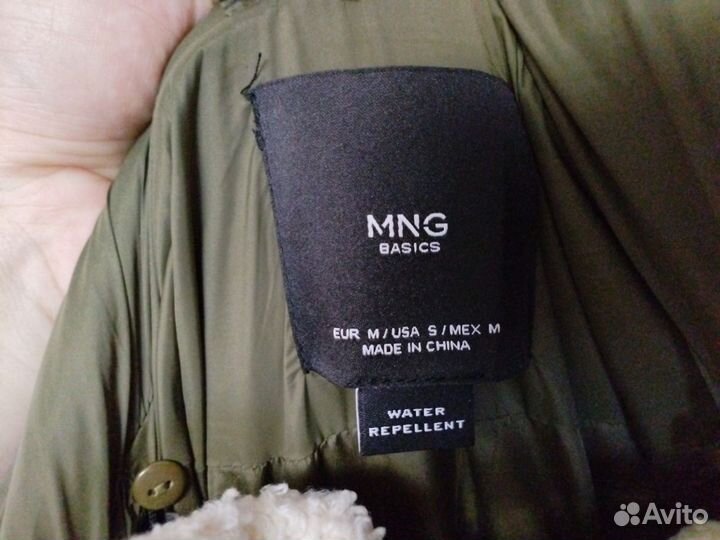 MNG
BASICS
EUR M / USA S / MEX M
MADE IN CHINA
WATER
REPELLENT
Avito